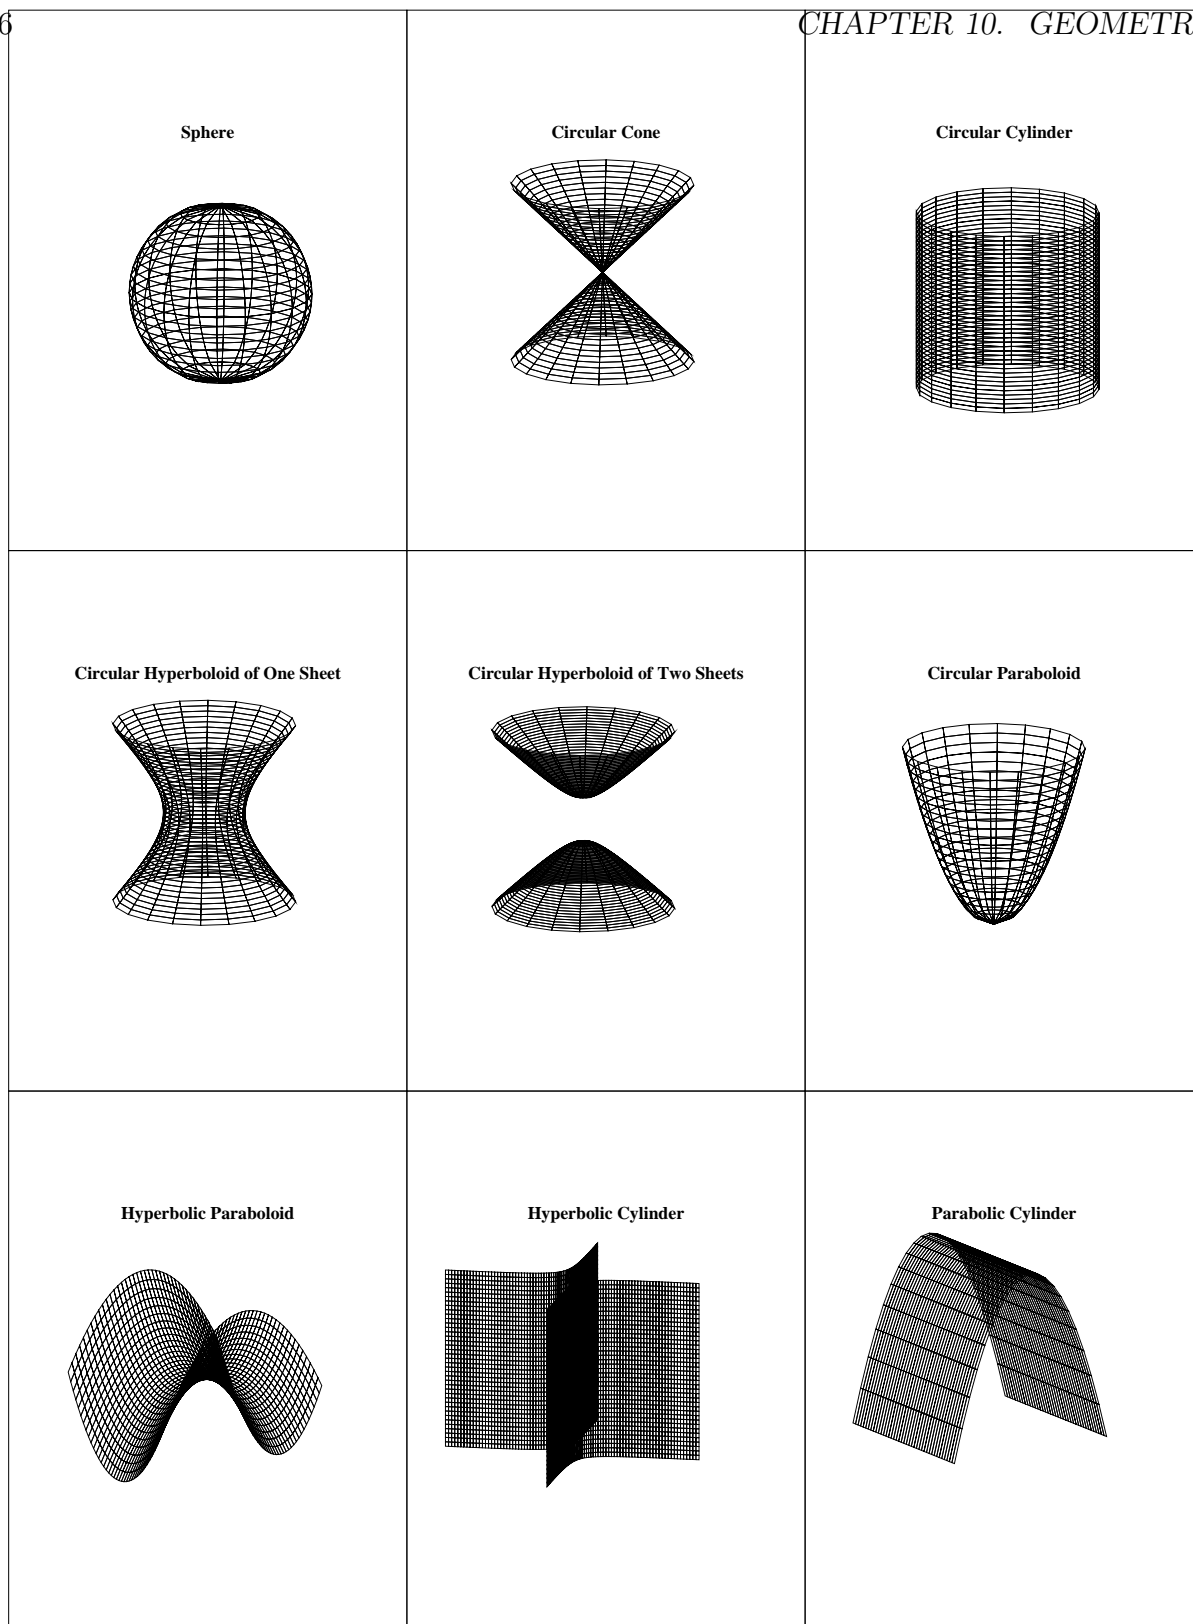 6 CHAPTER 10. GEOMETR
Sphere Circular Cone Circular Cylinder
Circular Hyperboloid of One Sheet Circular Hyperboloid of Two Sheets Circular Paraboloid
Hyperbolic Paraboloid Hyperbolic Cylinder Parabolic Cylinder